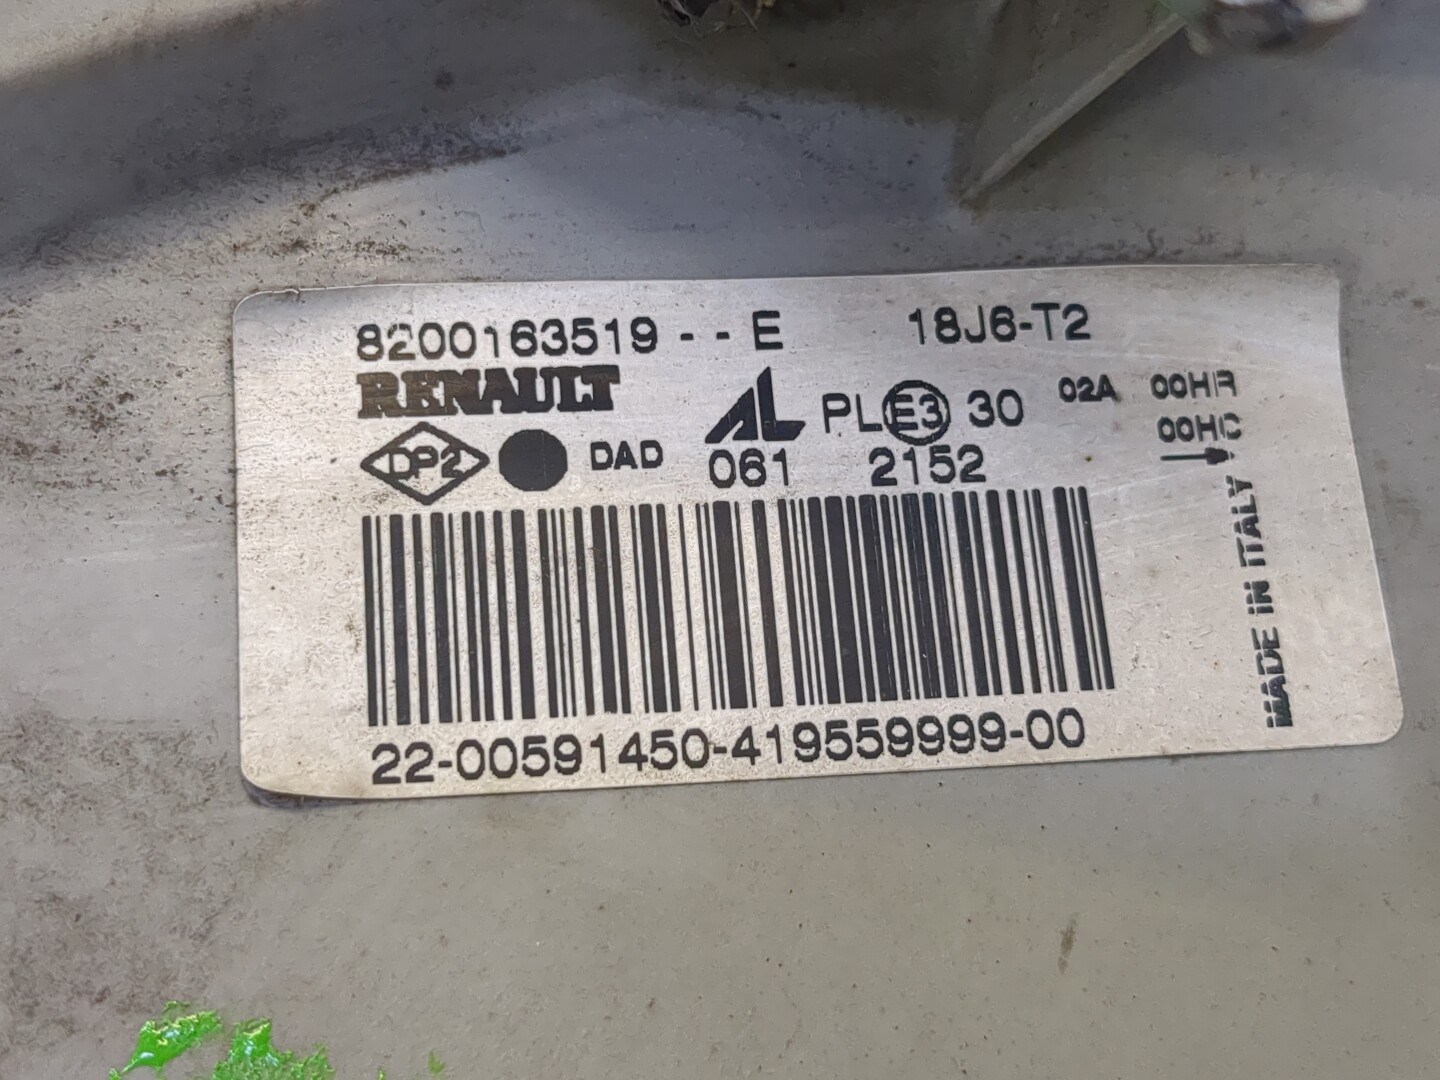 8200163519 - - E 18J6-T2
RENAULT
AL PL E3 30 02A 00HR
00HC
DP2 DAD 061 2152
22-00591450-419559999-00
MADE IN ITALY